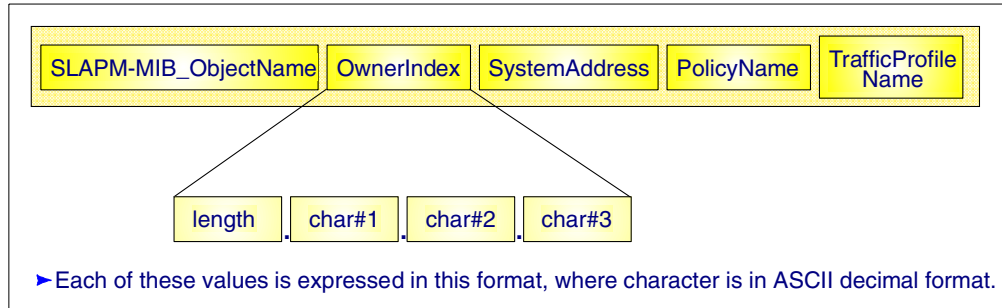 SLAPM-MIB_ObjectName OwnerIndex SystemAddress PolicyName TrafficProfile
Name
length . char#1 . char#2 . char#3
➤Each of these values is expressed in this format, where character is in ASCII decimal format.